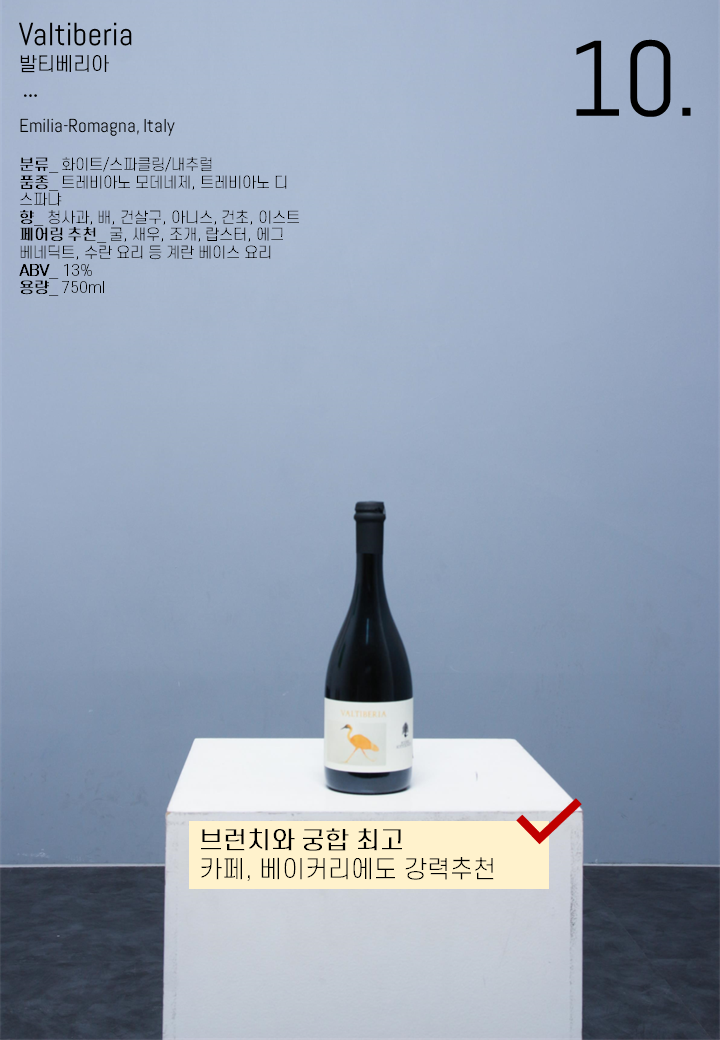 Valtiberia
발티베리아
...
10.
Emilia-Romagna, Italy
분류_ 화이트/스파클링/내추럴
품종_ 트레비아노 모데네제, 트레비아노 디
스파냐
향_ 청사과, 배, 건살구, 아니스, 건초, 이스트
페어링 추천_ 굴, 새우, 조개, 랍스터, 에그
베네딕트, 수란 요리 등 계란 베이스 요리
ABV_ 13%
용량_ 750ml
VALTIBERIA
브런치와 궁합 최고
카페, 베이커리에도 강력추천